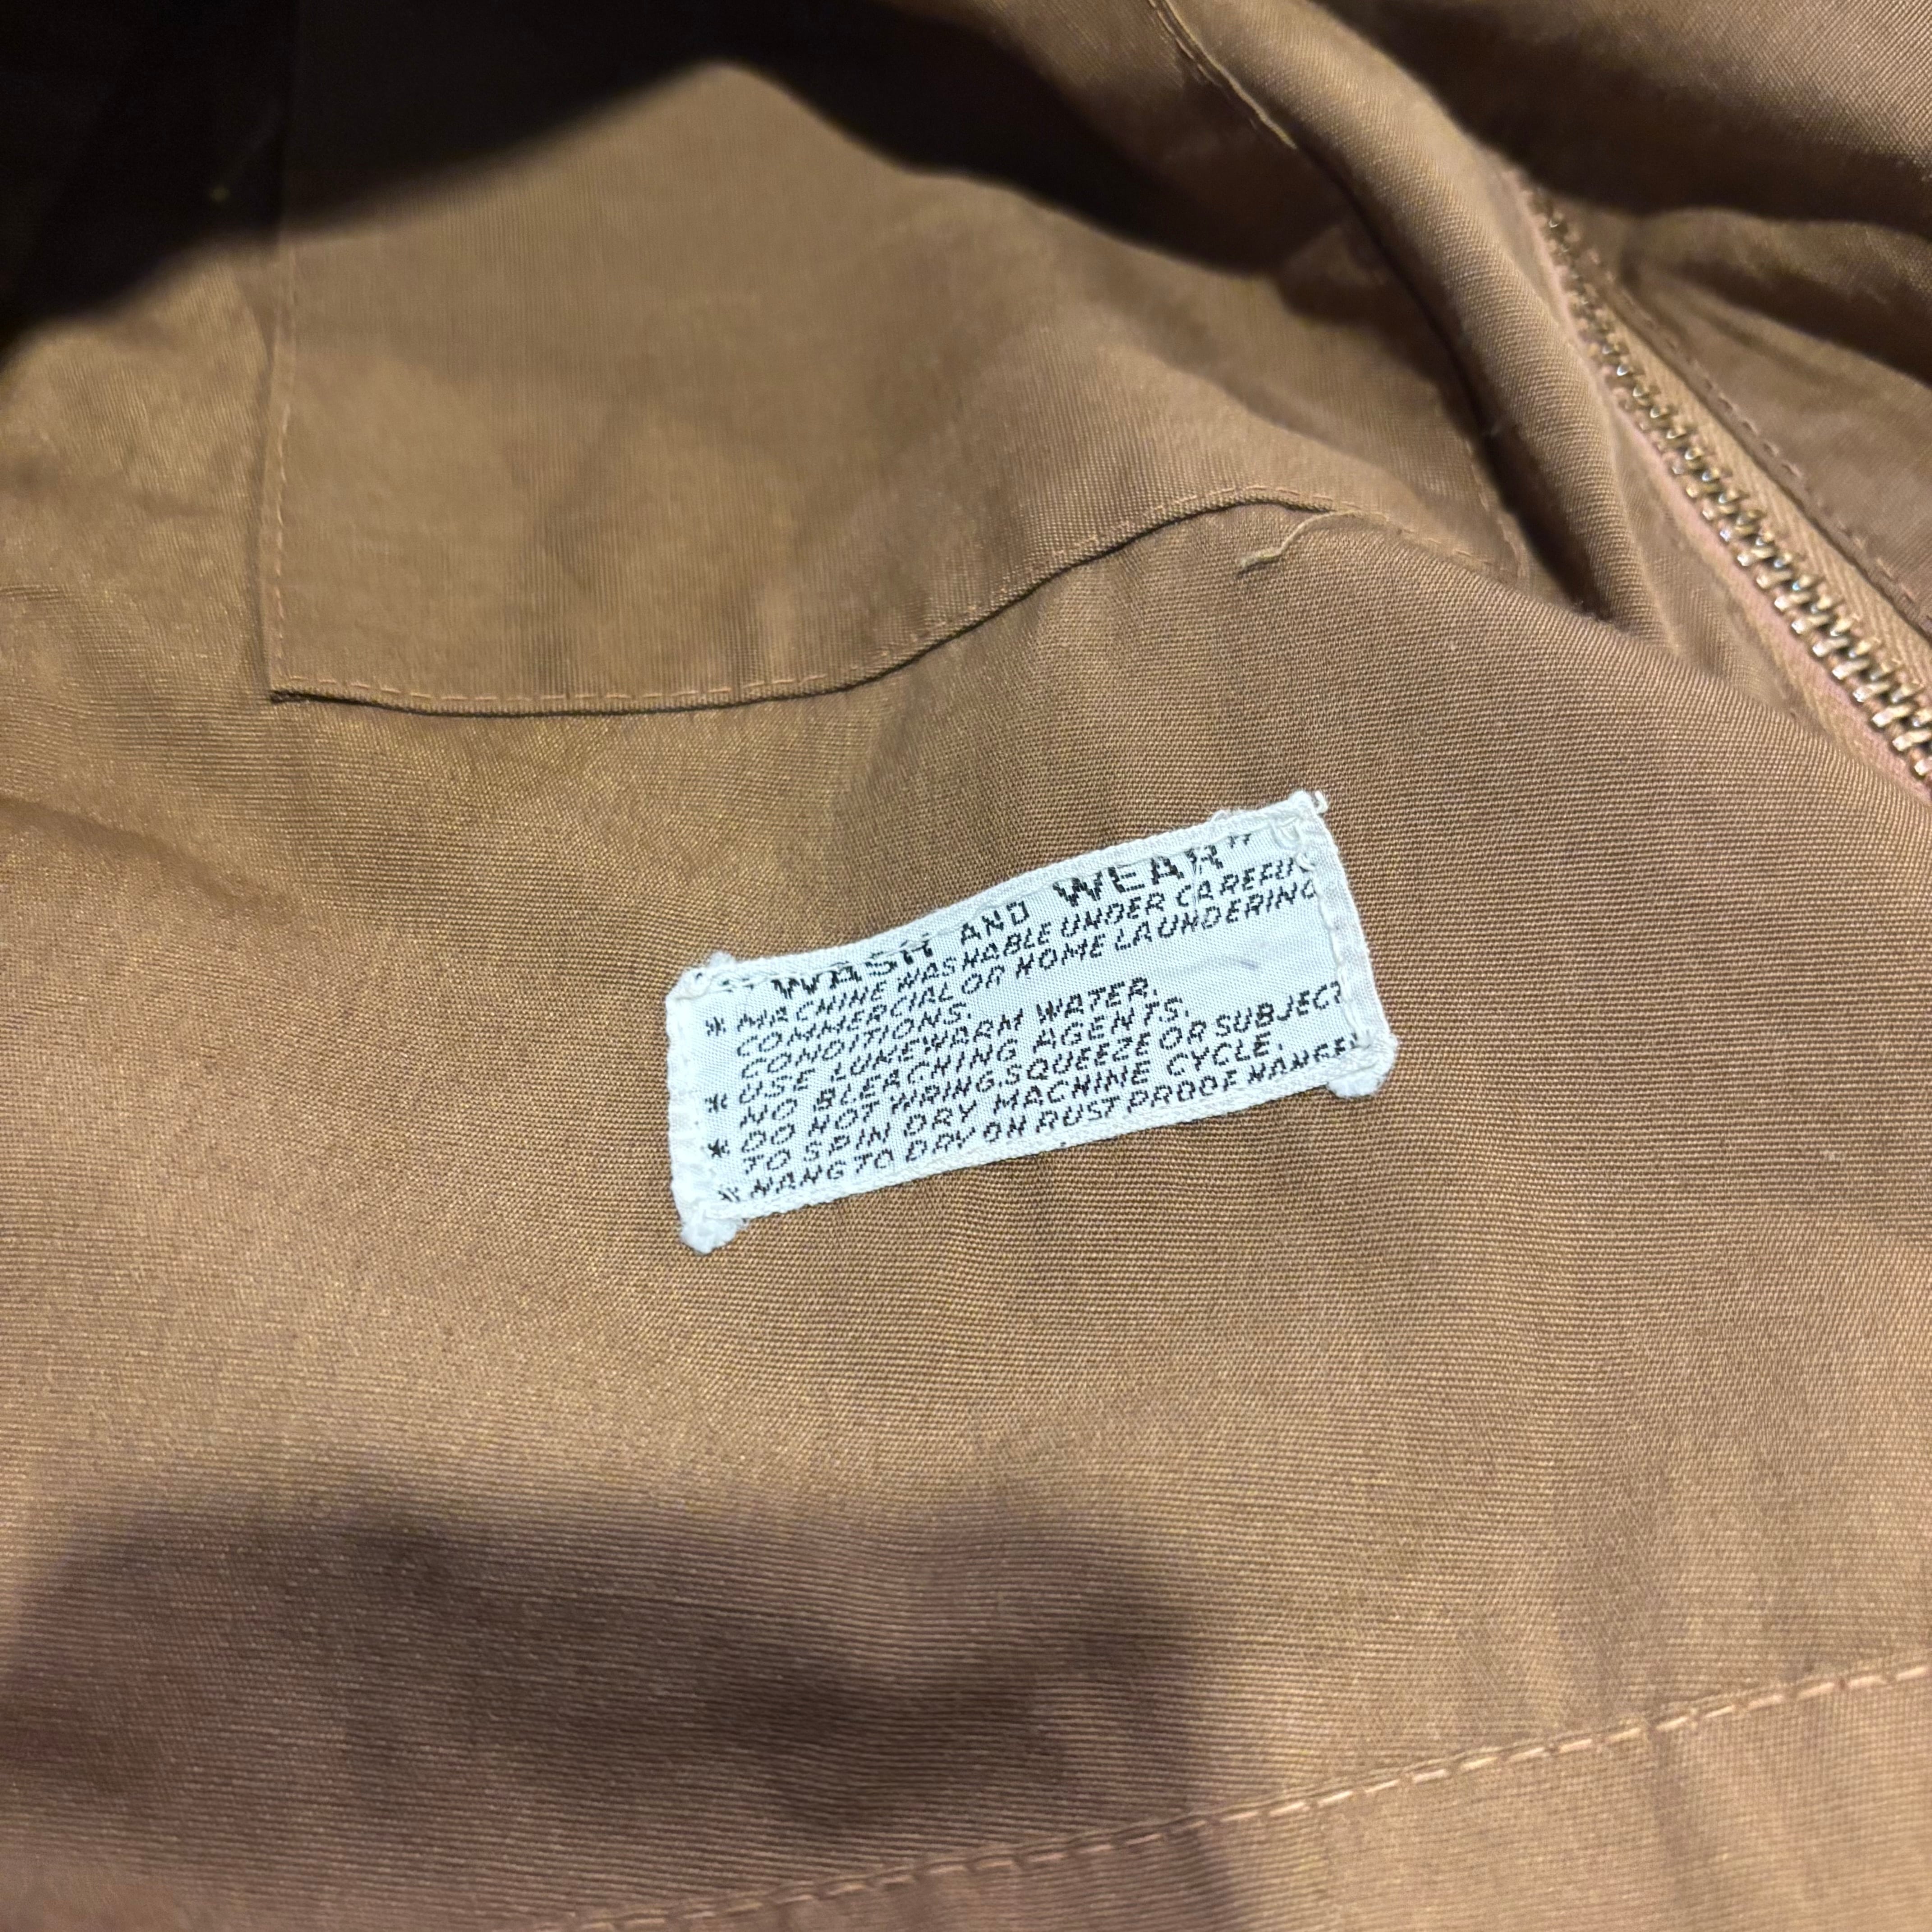 "WASH AND WEAR"
* MACHINE WASHABLE UNDER CAREFUL
COMMERCIAL OR HOME LAUNDERING
CONDITIONS.
* USE LUKEWARM WATER.
NO BLEACHING AGENTS.
* DO NOT WRING.SQUEEZE OR SUBJECT
TO SPIN DRY MACHINE CYCLE.
* HANG TO DRY ON RUST PROOF HANGER